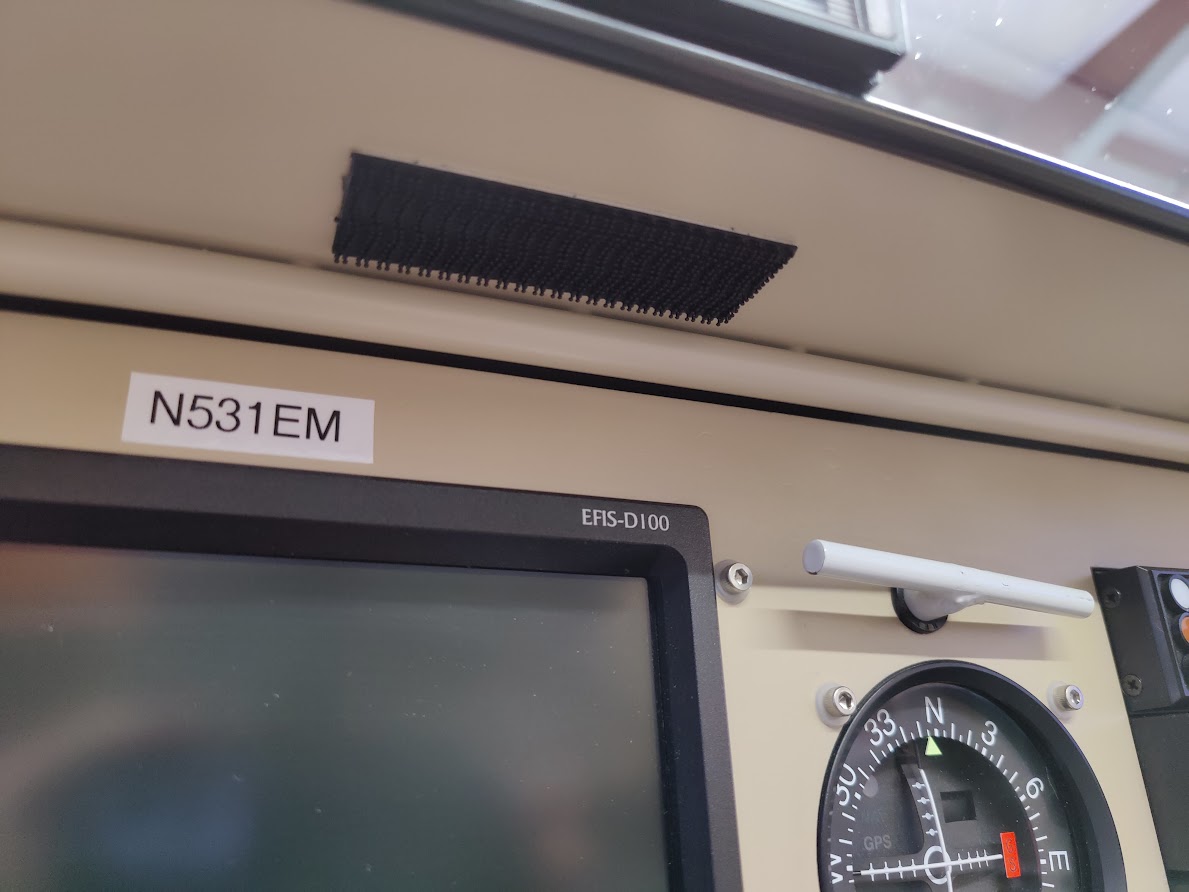 N531EM
EFIS-D100
30 33 N 3 6 E
GPS
W